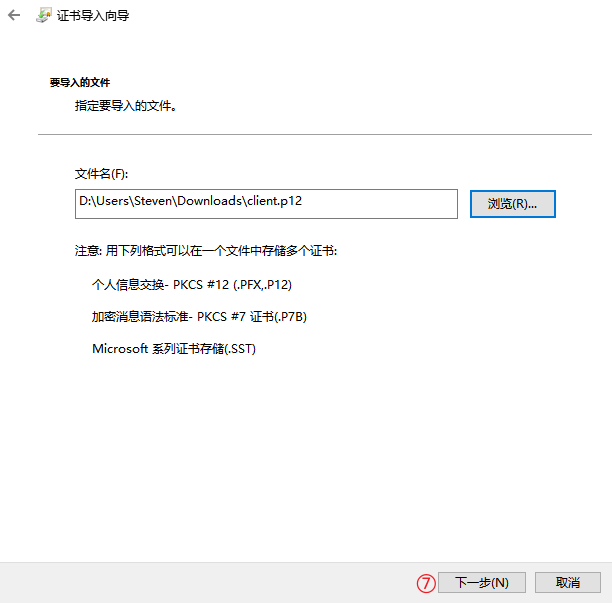 证书导入向导
要导入的文件
指定要导入的文件。
文件名(F):
D:\Users\Steven\Downloads\client.p12
浏览(R)...
注意: 用下列格式可以在一个文件中存储多个证书:
个人信息交换- PKCS #12 (.PFX,.P12)
加密消息语法标准- PKCS #7 证书(.P7B)
Microsoft 系列证书存储(.SST)
⑦ 下一步(N) 取消